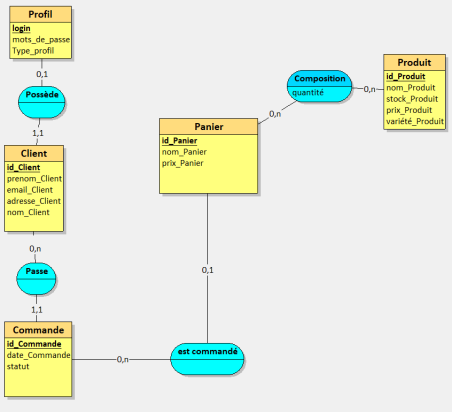 Profil
login
mots_de_passe
Type_profil
0,1
Possède
1,1
Client
id_Client
prenom_Client
email_Client
adresse_Client
nom_Client
0,n
Passe
1,1
Commande
id_Commande
date_Commande
statut
0,n
est commandé
0,1
Panier
id_Panier
nom_Panier
prix_Panier
0,n
Composition
quantité
0,n
Produit
id_Produit
nom_Produit
stock_Produit
prix_Produit
variété_Produit